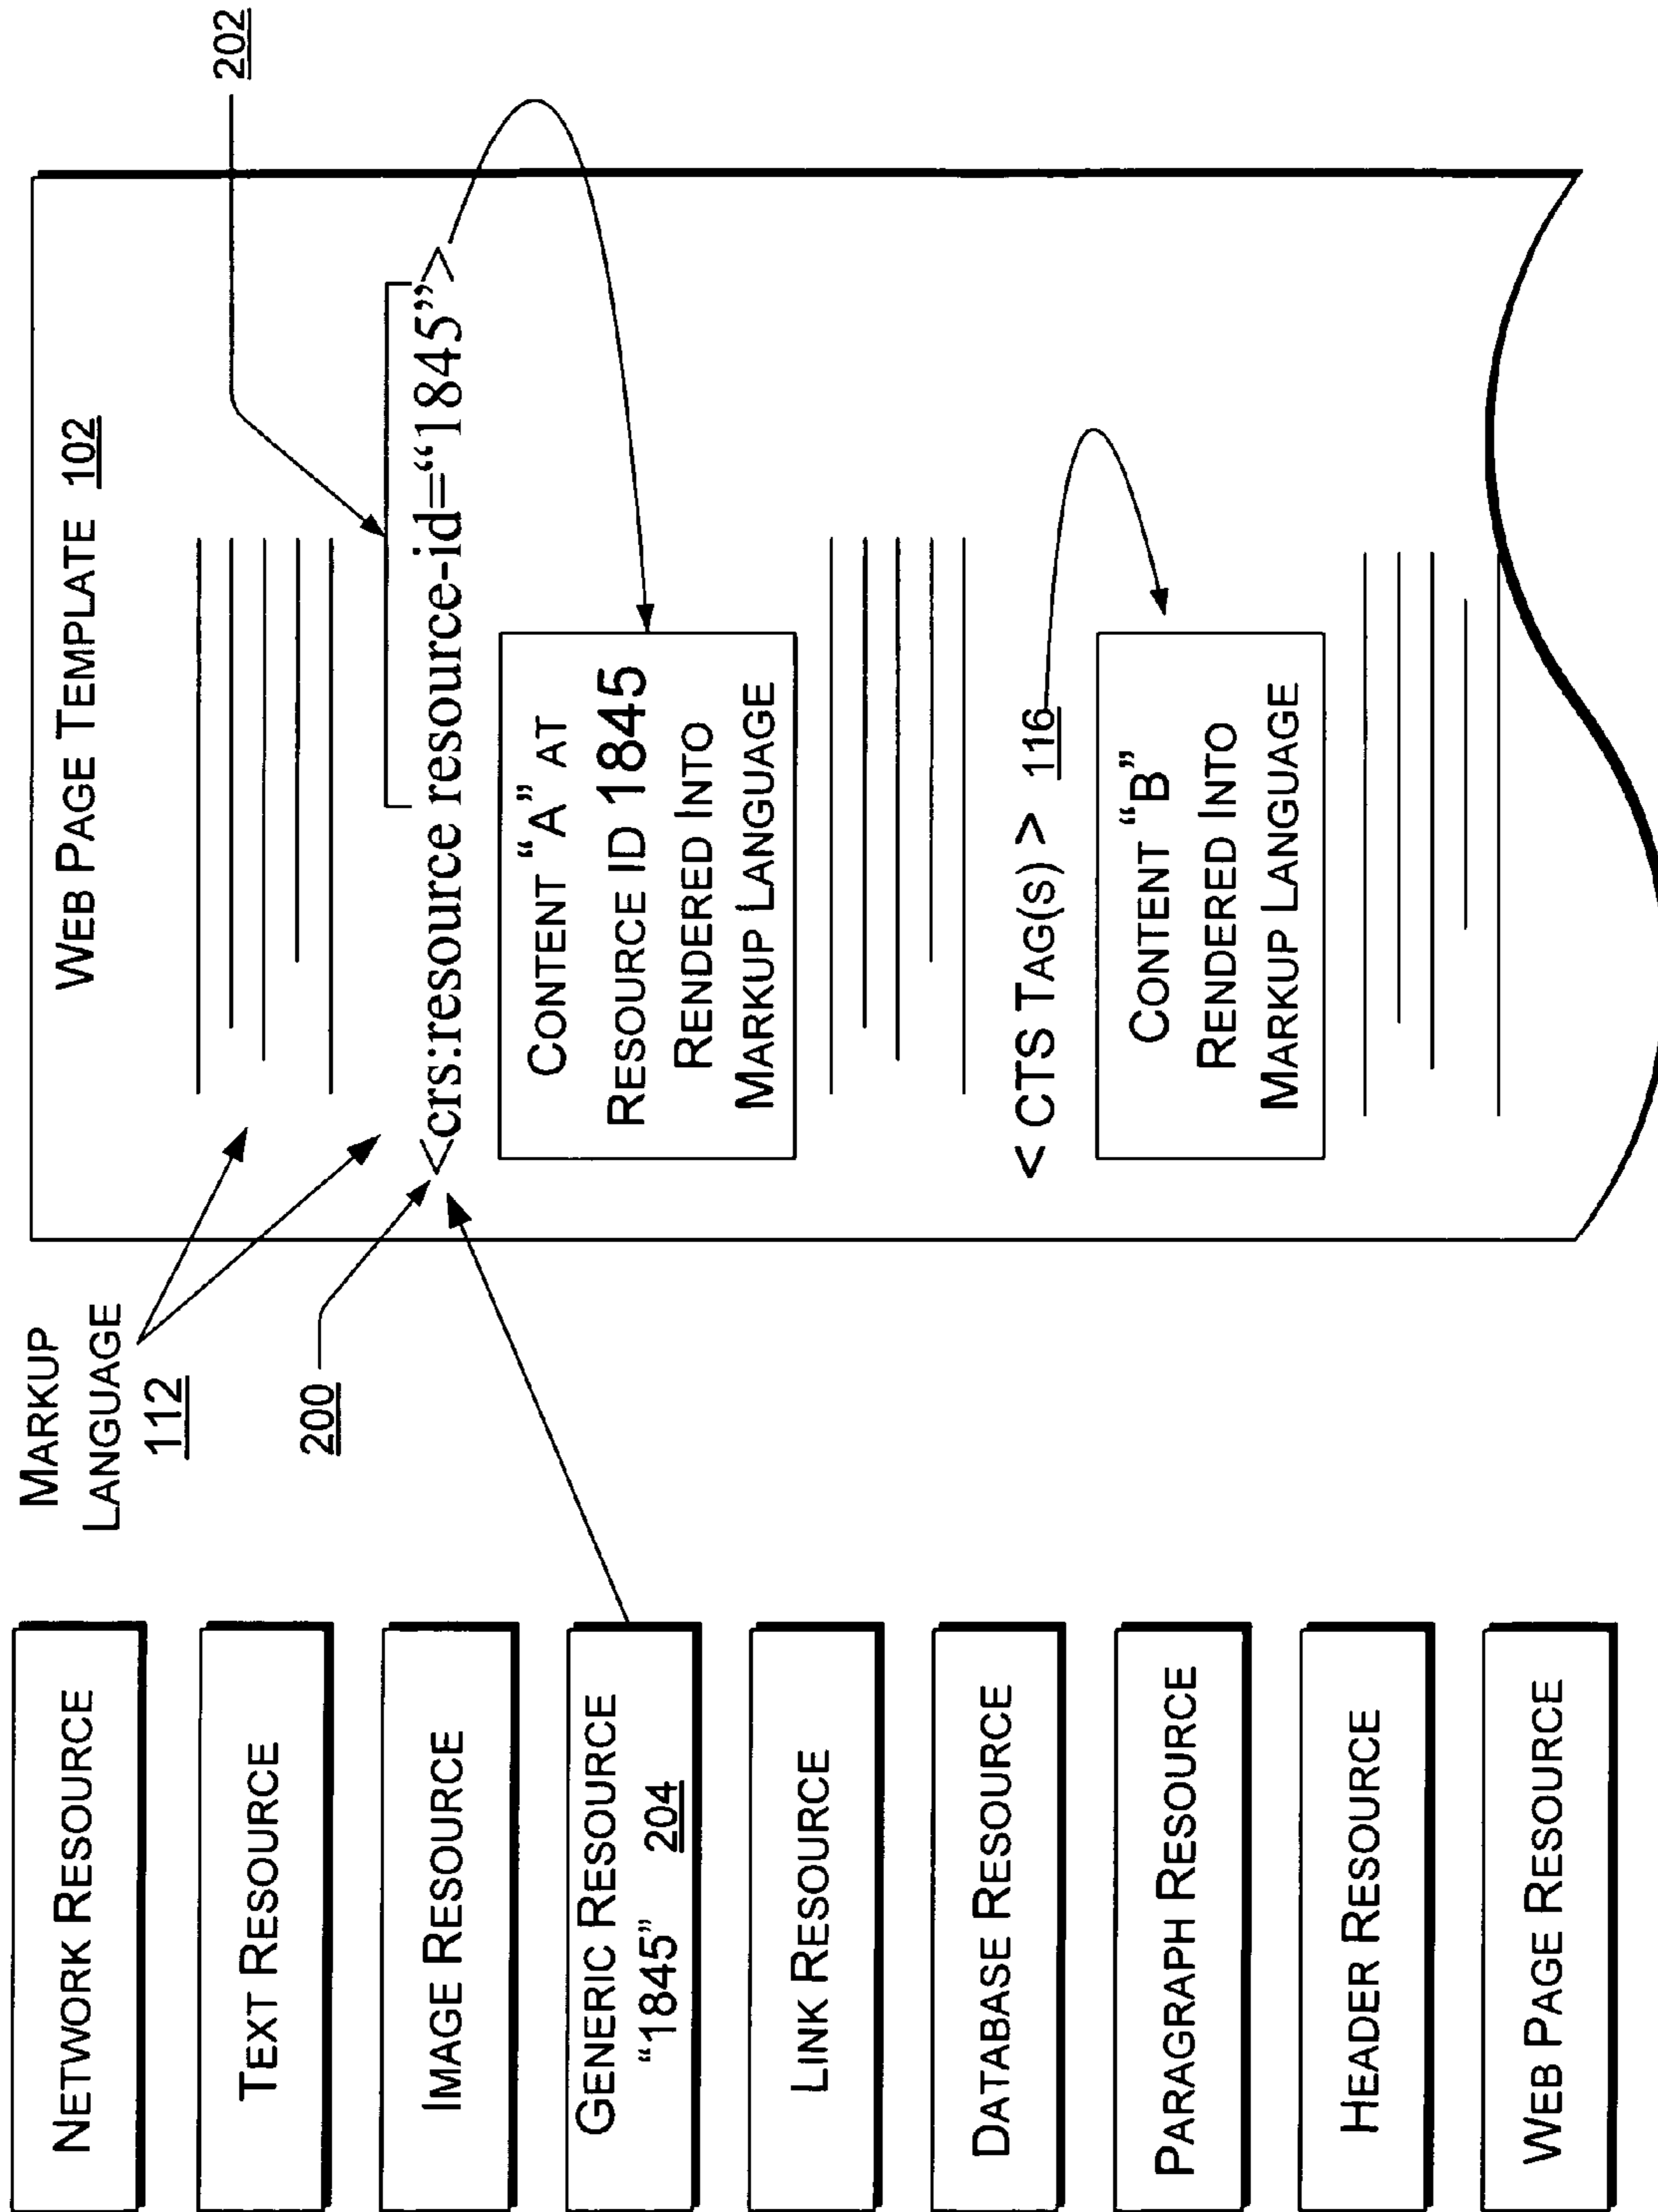 NETWORK RESOURCE
TEXT RESOURCE
IMAGE RESOURCE
GENERIC RESOURCE
“1845” 204
LINK RESOURCE
DATABASE RESOURCE
PARAGRAPH RESOURCE
HEADER RESOURCE
WEB PAGE RESOURCE
MARKUP
LANGUAGE
112
200
202
WEB PAGE TEMPLATE 102
<crs:resource resource-id=“1845”>
CONTENT “A” AT
RESOURCE ID 1845
RENDERED INTO
MARKUP LANGUAGE
< CTS TAG(S) > 116
CONTENT “B”
RENDERED INTO
MARKUP LANGUAGE